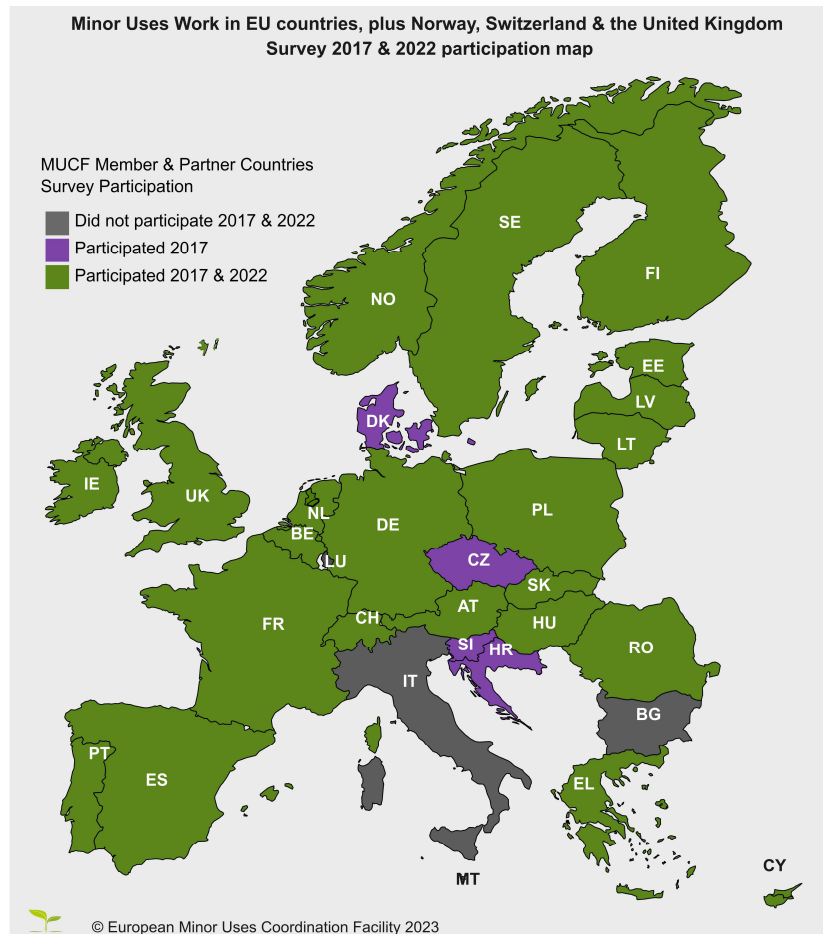 Minor Uses Work in EU countries, plus Norway, Switzerland & the United Kingdom
Survey 2017 & 2022 participation map
MUCF Member & Partner Countries
Survey Participation
Did not participate 2017 & 2022
Participated 2017
Participated 2017 & 2022
SE
FI
NO
EE
LV
DK
LT
IE
UK
NL
PL
DE
BE
LU
CZ
SK
AT
CH
HU
FR
SI
HR
RO
IT
BG
PT
ES
EL
CY
MT
© European Minor Uses Coordination Facility 2023